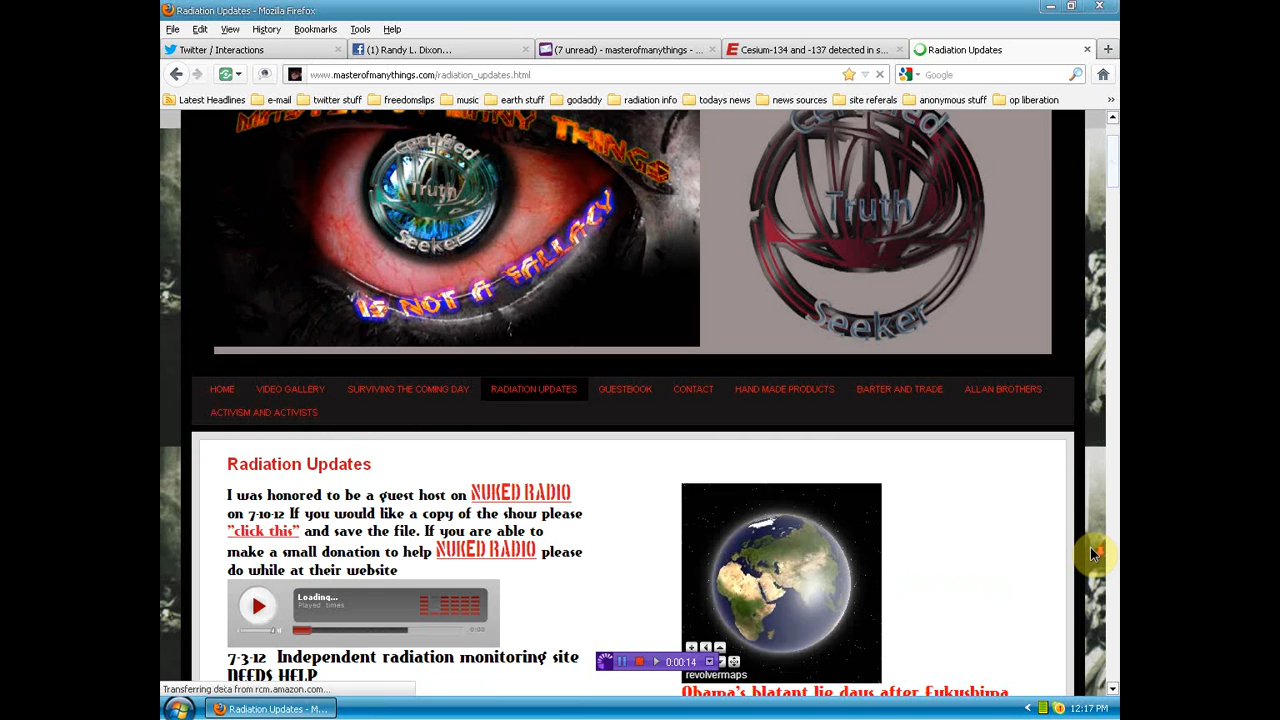 Radiation Updates - Mozilla Firefox
File Edit View History Bookmarks Tools Help
Twitter / Interactions
(1) Randy L. Dixon...
(7 unread) - masterofmanythings - ...
Cesium-134 and -137 detected in s...
Radiation Updates
www.masterofmanythings.com/radiation_updates.html
Google
Latest Headlines e-mail twitter stuff freedomslips music earth stuff godaddy radiation info todays news news sources site referals anonymous stuff op liberation
MANY THINGS
Certified
Truth
Seeker
IS NOT A FALLACY
Certified
Truth
Seeker
HOME VIDEO GALLERY SURVIVING THE COMING DAY RADIATION UPDATES GUESTBOOK CONTACT HAND MADE PRODUCTS BARTER AND TRADE ALLAN BROTHERS
ACTIVISM AND ACTIVISTS
Radiation Updates
I was honored to be a guest host on NUKED RADIO
on 7-10-12 If you would like a copy of the show please
"click this" and save the file. If you are able to
make a small donation to help NUKED RADIO please
do while at their website
Loading...
Played times
0:00
7-3-12 Independent radiation monitoring site
NEEDS HELP
0:00:14
revolvermaps
Obama's blatant lie days after Fukushima
Transferring data from rcm.amazon.com...
Radiation Updates - M...
12:17 PM